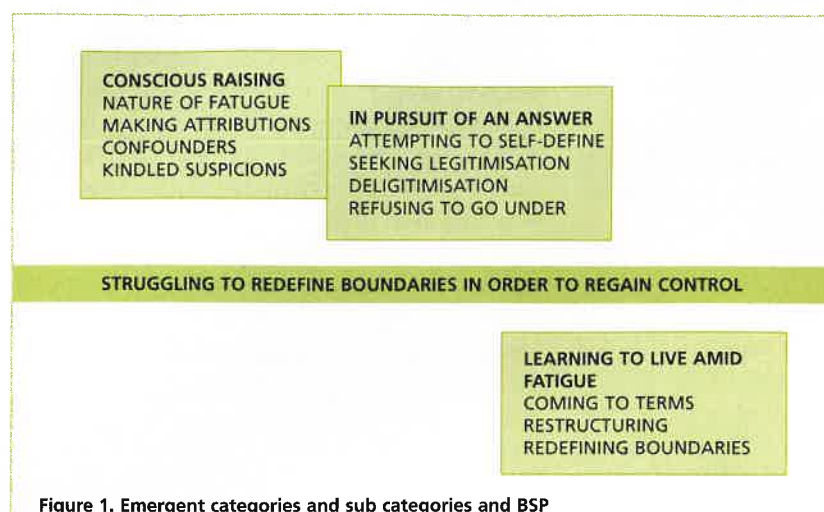 CONSCIOUS RAISING
NATURE OF FATUGUE
MAKING ATTRIBUTIONS
CONFOUNDERS
KINDLED SUSPICIONS
IN PURSUIT OF AN ANSWER
ATTEMPTING TO SELF-DEFINE
SEEKING LEGITIMISATION
DELIGITIMISATION
REFUSING TO GO UNDER
STRUGGLING TO REDEFINE BOUNDARIES IN ORDER TO REGAIN CONTROL
LEARNING TO LIVE AMID
FATIGUE
COMING TO TERMS
RESTRUCTURING
REDEFINING BOUNDARIES
Figure 1. Emergent categories and sub categories and BSP